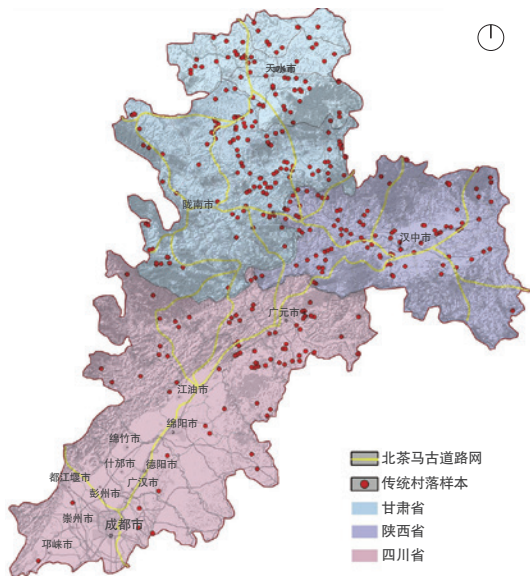 天水市
陇南市
汉中市
广元市
江油市
绵阳市
绵竹市
什邡市
德阳市
都江堰市
广汉市
彭州市
崇州市
成都市
邛崃市
北茶马古道路网
传统村落样本
甘肃省
陕西省
四川省